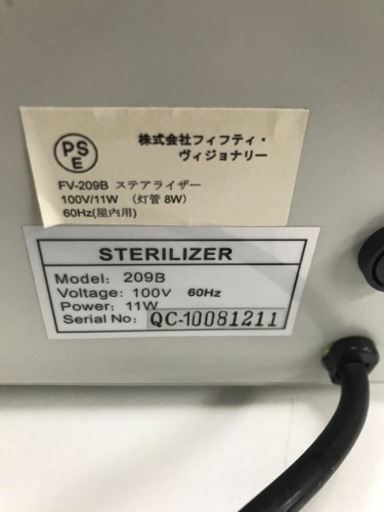 PSE
株式会社フィフティ・
ヴィジョナリー
FV-209B ステアライザー
100V/11W （灯管 8W）
60Hz(屋内用)
STERILIZER
Model: 209B
Voltage: 100V 60Hz
Power: 11W
Serial No: QC-10081211